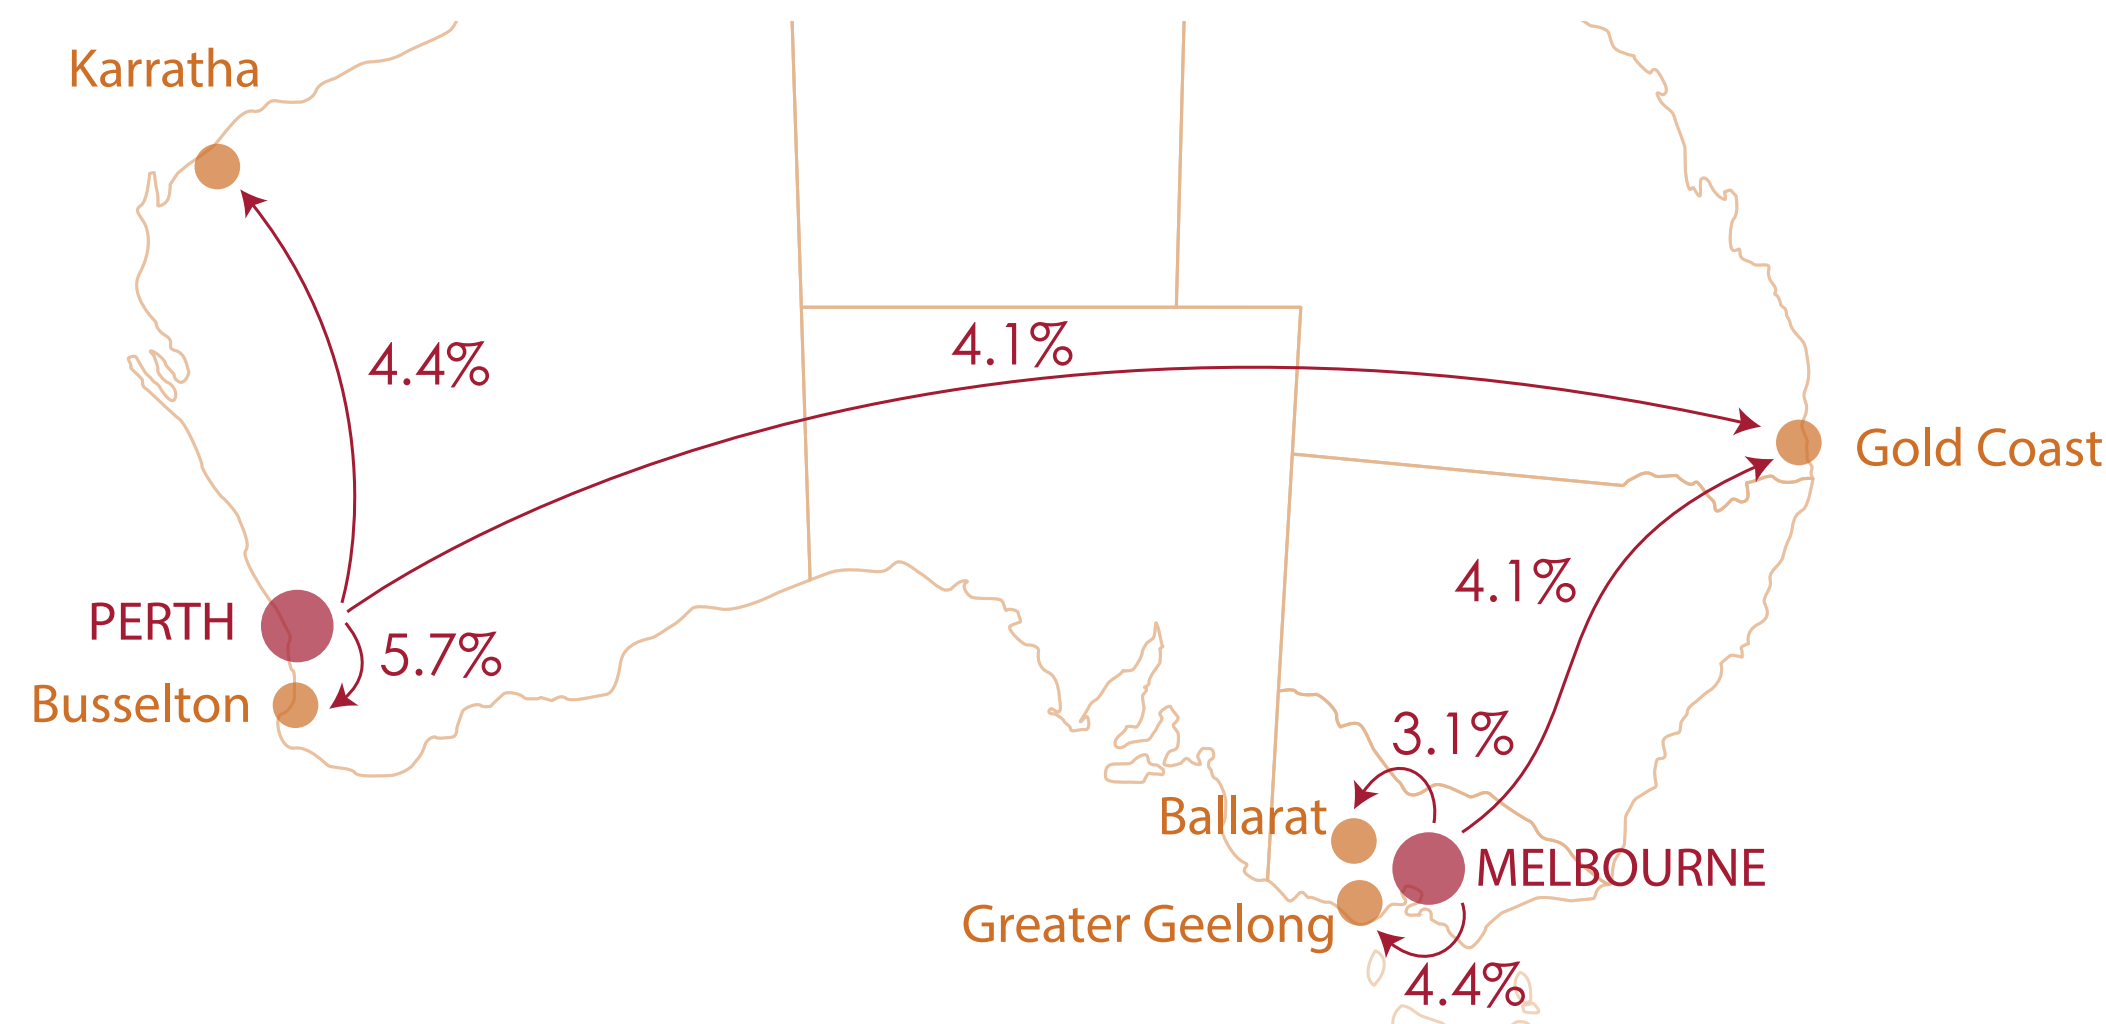 Karratha
4.4%
4.1%
Gold Coast
4.1%
PERTH
5.7%
Busselton
3.1%
Ballarat
MELBOURNE
Greater Geelong
4.4%